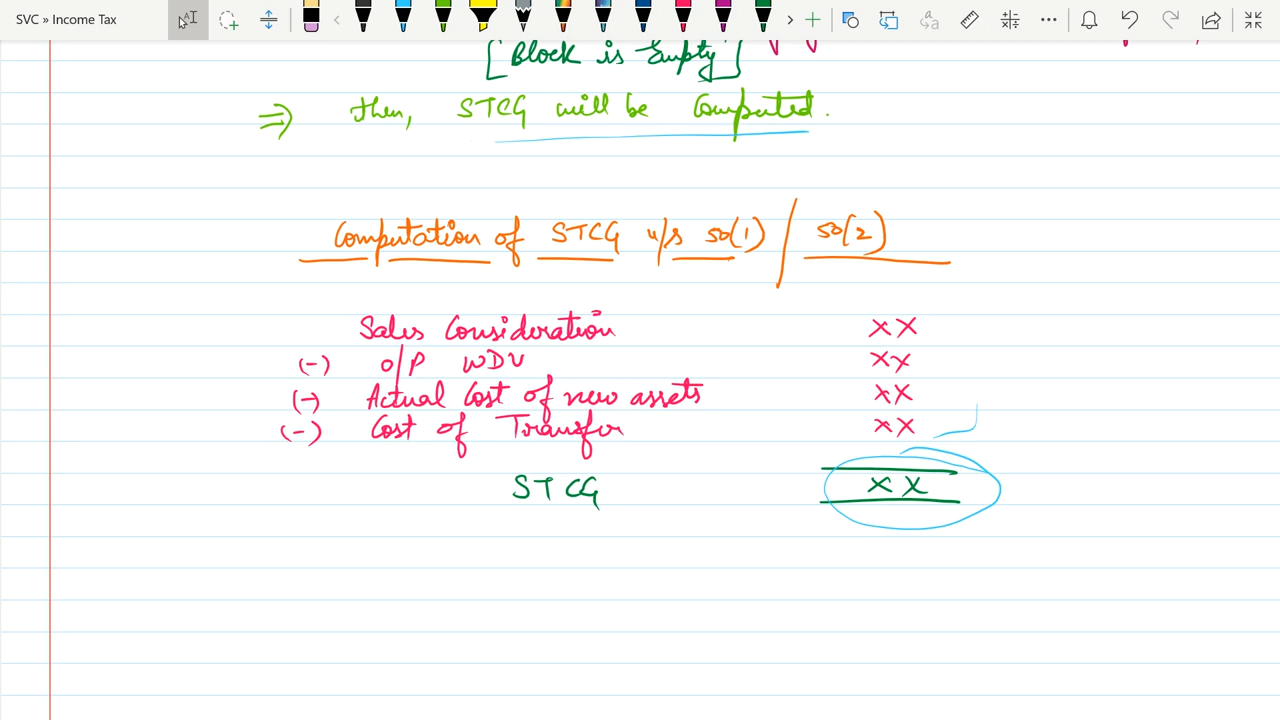 SVC » Income Tax
[Block is Empty]
⇒ then, STCG will be Computed.
Computation of STCG u/s 50(1) / 50(2)
Sales Consideration XX
(-) O/P WDV XX
(-) Actual Cost of new assets XX
(-) Cost of Transfer XX
STCG XX